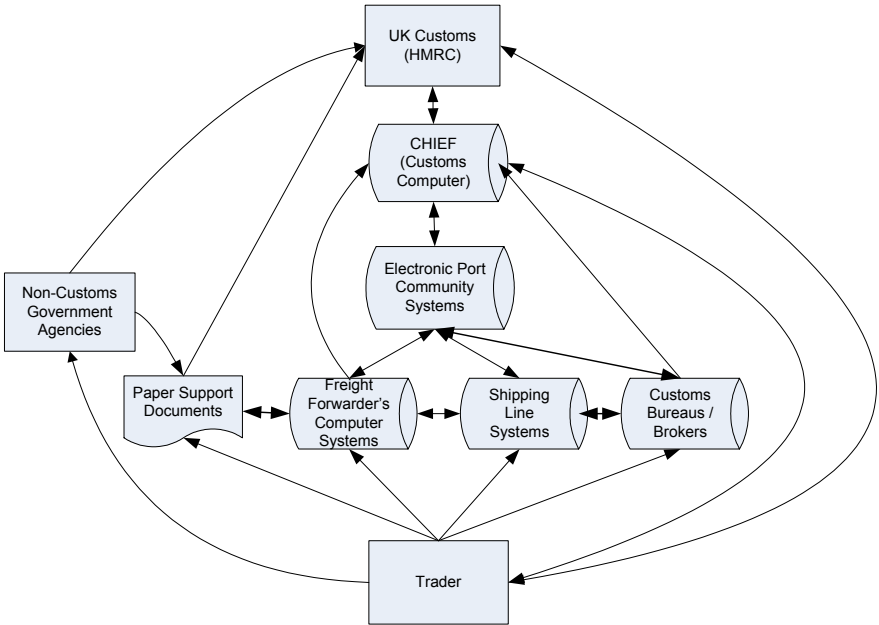 UK Customs
(HMRC)
CHIEF
(Customs
Computer)
Electronic Port
Community
Systems
Non-Customs
Government
Agencies
Paper Support
Documents
Freight
Forwarder's
Computer
Systems
Shipping
Line
Systems
Customs
Bureaus /
Brokers
Trader